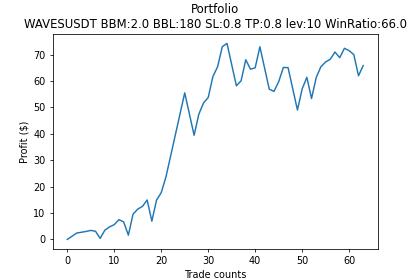 Portfolio
WAVESUSDT BBM:2.0 BBL:180 SL:0.8 TP:0.8 lev:10 WinRatio:66.0
70
60
50
40
30
20
10
0
Profit ($)
0 10 20 30 40 50 60
Trade counts